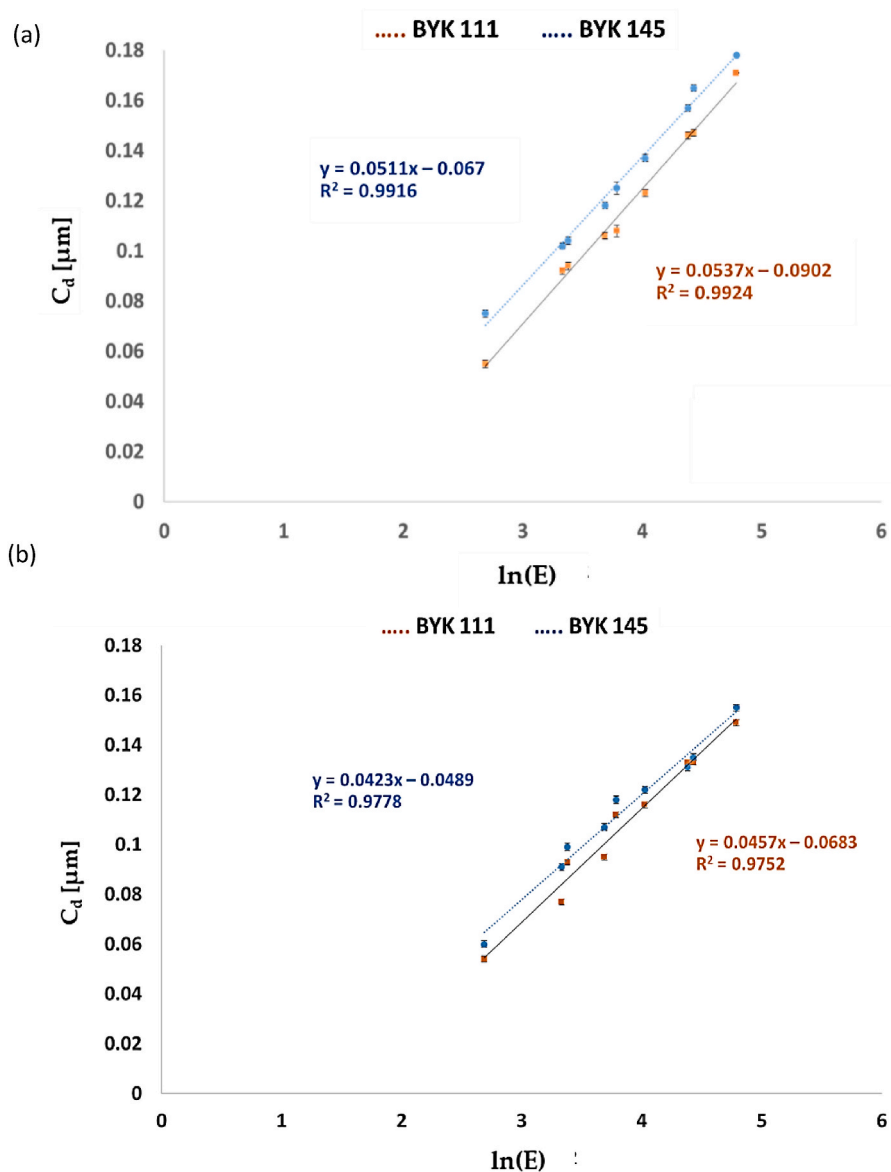 (a)
..... BYK 111 ..... BYK 145
0.18
0.16
0.14
0.12
0.1
0.08
0.06
0.04
0.02
0
C_d [µm]
y = 0.0511x – 0.067
R² = 0.9916
y = 0.0537x – 0.0902
R² = 0.9924
0 1 2 3 4 5 6
ln(E)
(b)
..... BYK 111 ..... BYK 145
0.18
0.16
0.14
0.12
0.1
0.08
0.06
0.04
0.02
0
C_d [µm]
y = 0.0423x – 0.0489
R² = 0.9778
y = 0.0457x – 0.0683
R² = 0.9752
0 1 2 3 4 5 6
ln(E)